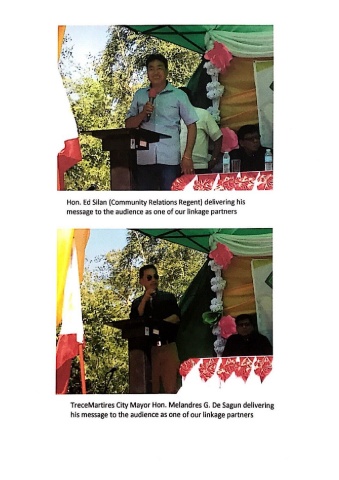 Hon. Ed Silan (Community Relations Regent) delivering his
message to the audience as one of our linkage partners
TreceMartires City Mayor Hon. Melandres G. De Sagun delivering
his message to the audience as one of our linkage partners